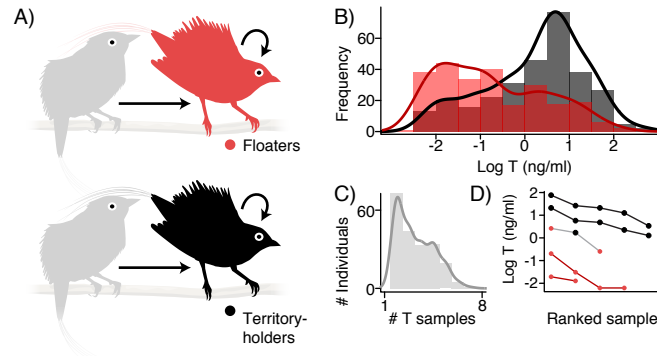 A)
Floaters
Territory-
holders
B)
Frequency
60
40
20
0
-2 -1 0 1 2
Log T (ng/ml)
C)
# Individuals
60
0
1 8
# T samples
D)
Log T (ng/ml)
2
1
0
-1
-2
Ranked sample